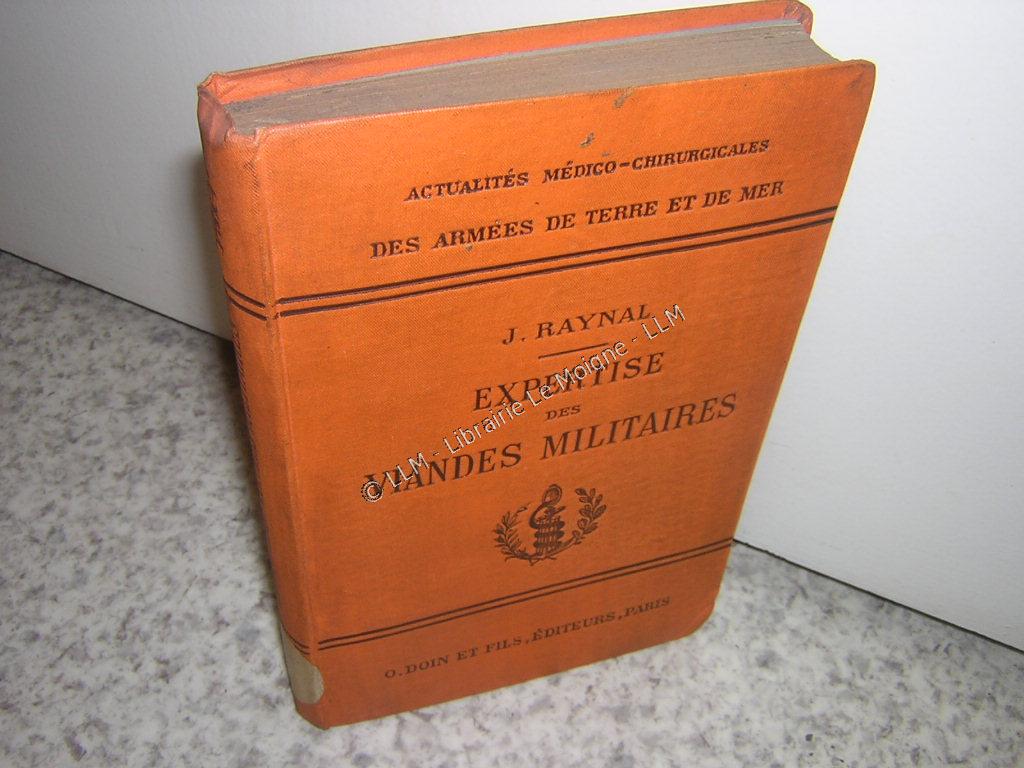 ACTUALITÉS MÉDICO-CHIRURGICALES
DES ARMÉES DE TERRE ET DE MER
J. RAYNAL
EXPERTISE
DES
VIANDES MILITAIRES
O. DOIN ET FILS, ÉDITEURS, PARIS
© LLM - Librairie Le Moigne - LLM